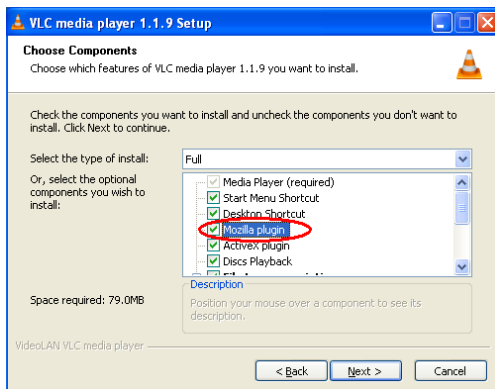 VLC media player 1.1.9 Setup
Choose Components
Choose which features of VLC media player 1.1.9 you want to install.
Check the components you want to install and uncheck the components you don't want to
install. Click Next to continue.
Select the type of install:
Full
Or, select the optional
components you wish to
install:
Media Player (required)
Start Menu Shortcut
Desktop Shortcut
Mozilla plugin
ActiveX plugin
Discs Playback
Space required: 79.0MB
Description
Position your mouse over a component to see its
description.
VideoLAN VLC media player
< Back
Next >
Cancel